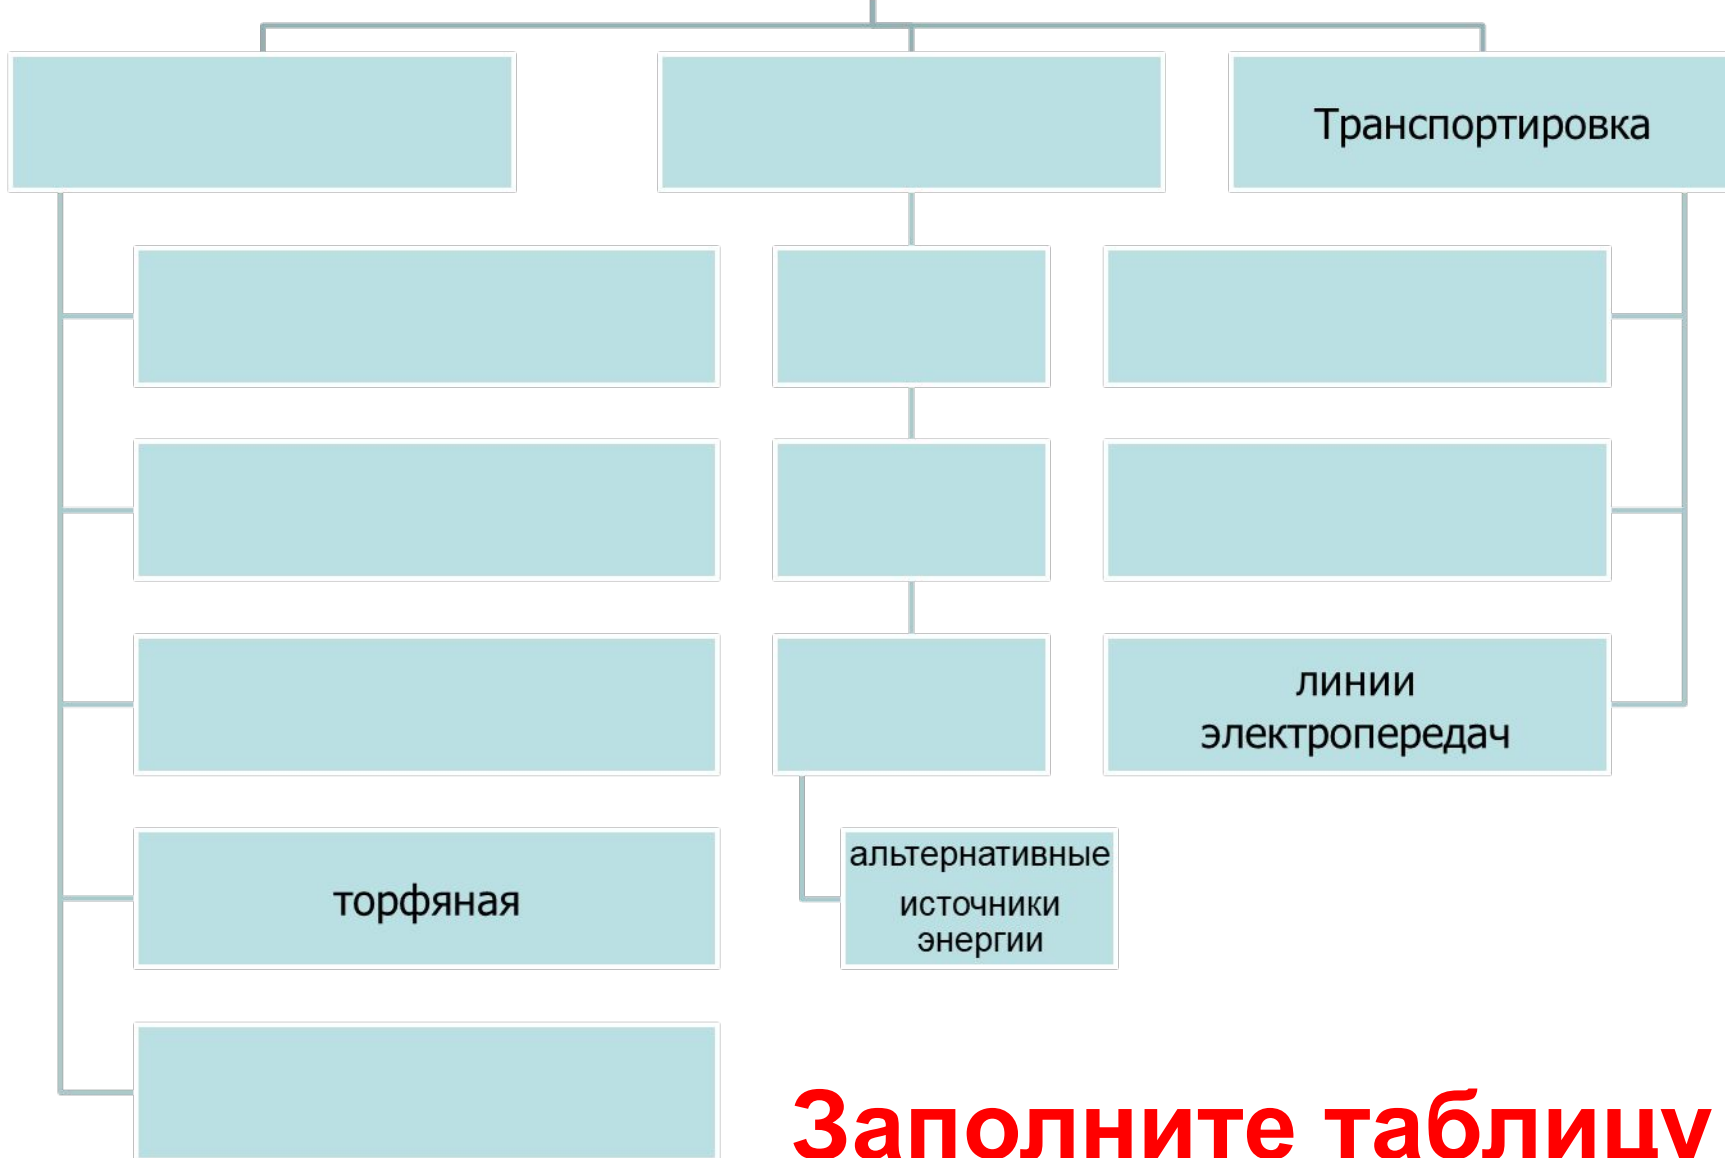 Транспортировка
линии
электропередач
торфяная
альтернативные
источники
энергии
Заполните таблицу